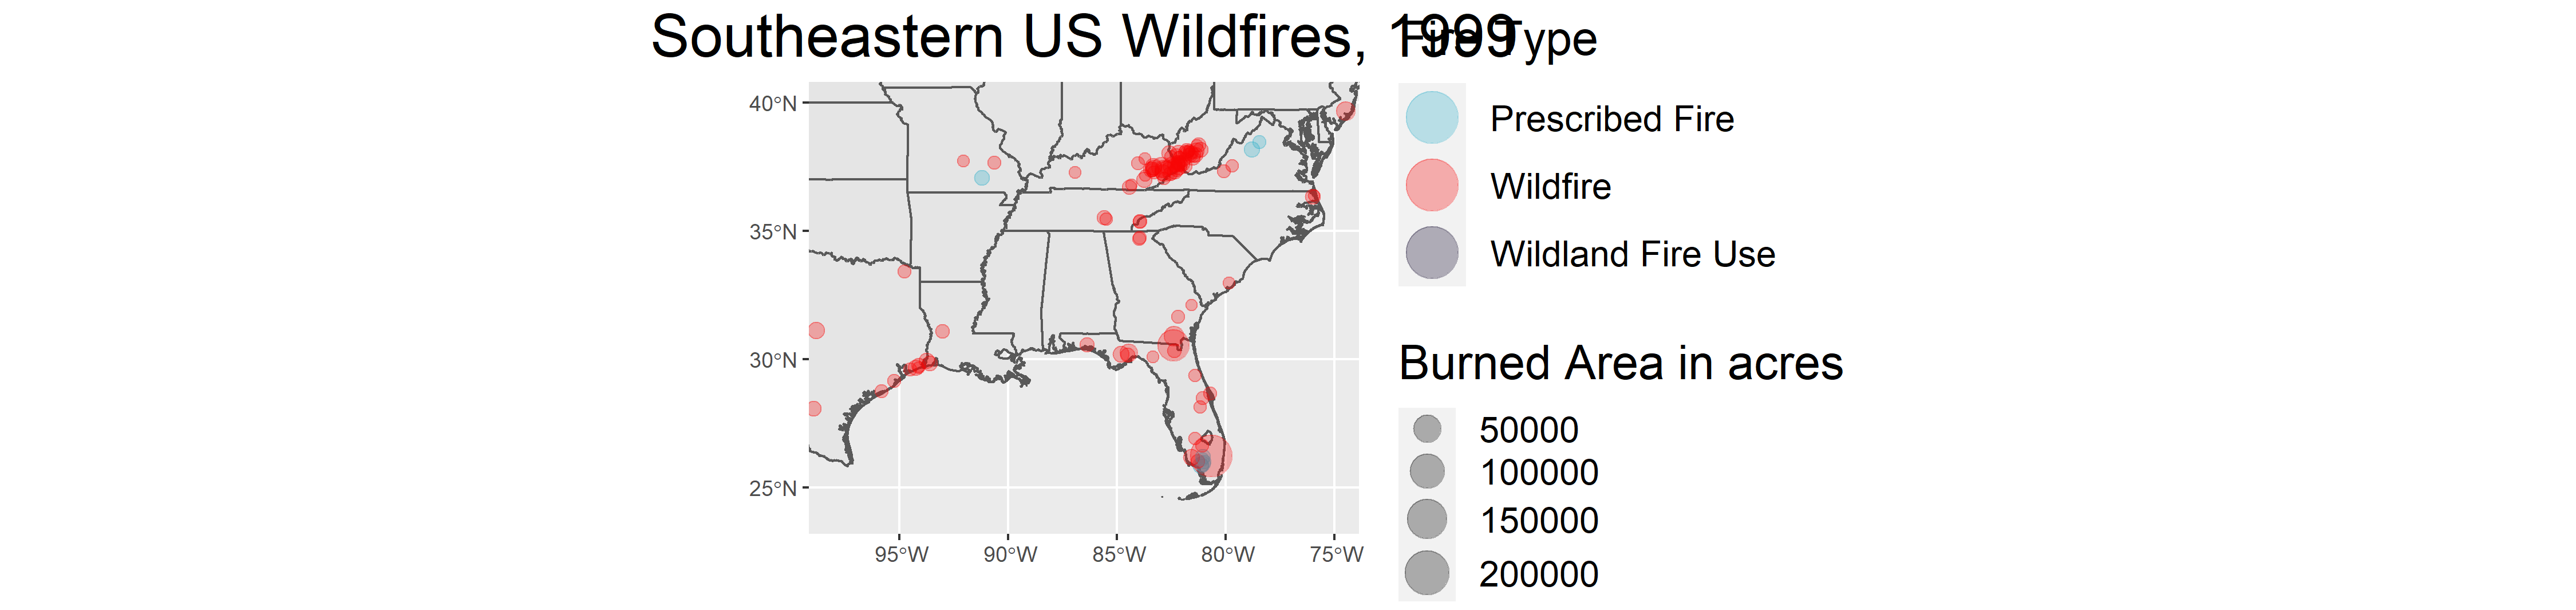 Southeastern US Wildfires, 1999
Fire Type
Prescribed Fire
Wildfire
Wildland Fire Use
Burned Area in acres
50000
100000
150000
200000
40°N
35°N
30°N
25°N
95°W
90°W
85°W
80°W
75°W